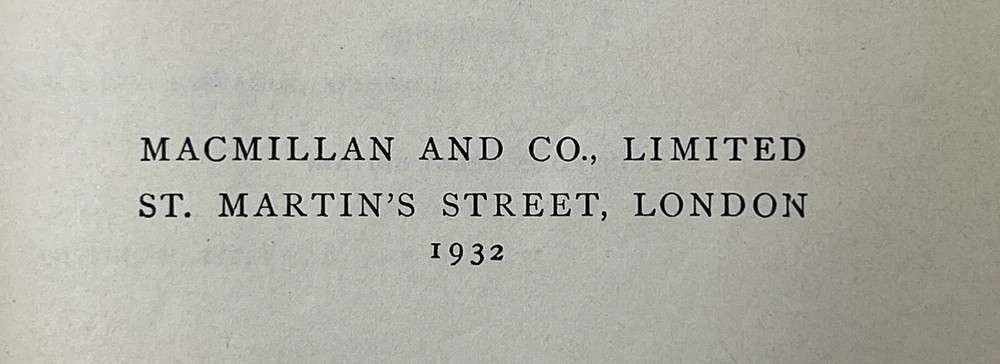 MACMILLAN AND CO., LIMITED
ST. MARTIN'S STREET, LONDON
1932